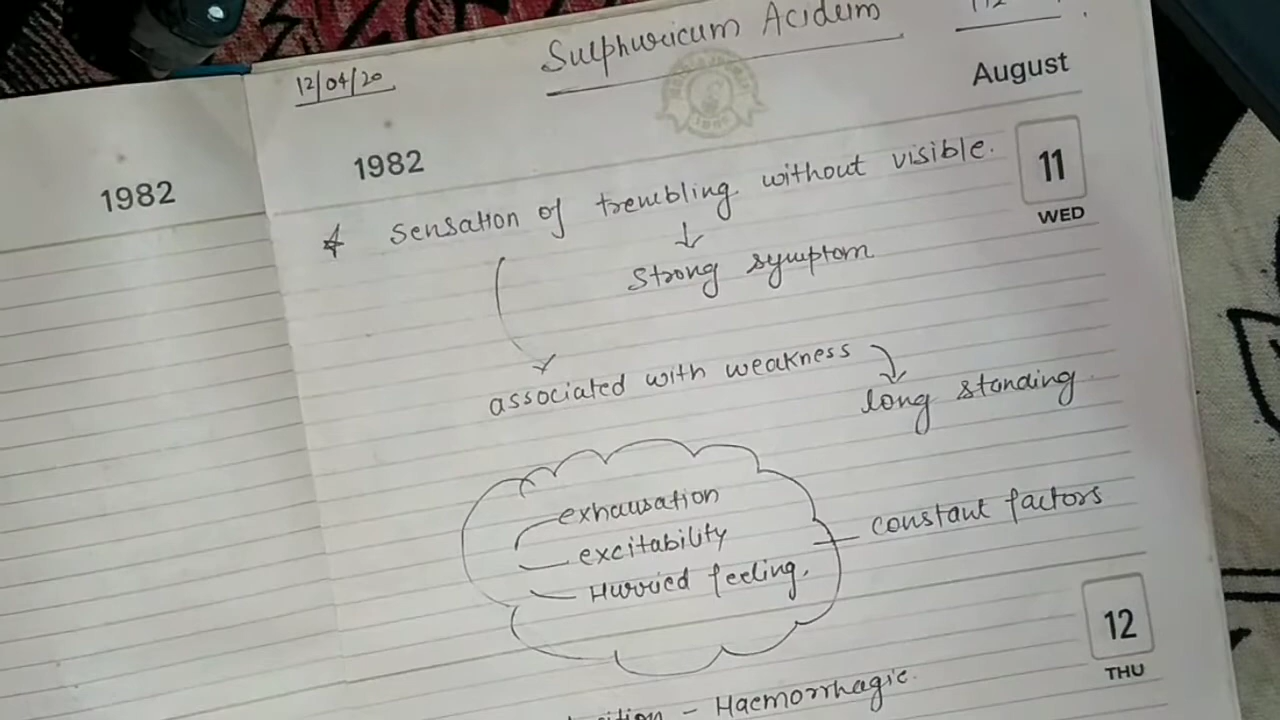 12/04/20
Sulphuricum Acidum
August
1982
1982
11
WED
sensation of trembling without visible.
Strong symptom
associated with weakness
long standing
exhausation
excitability
Hurried feeling.
constant factors
12
THU
- Haemorrhagic.